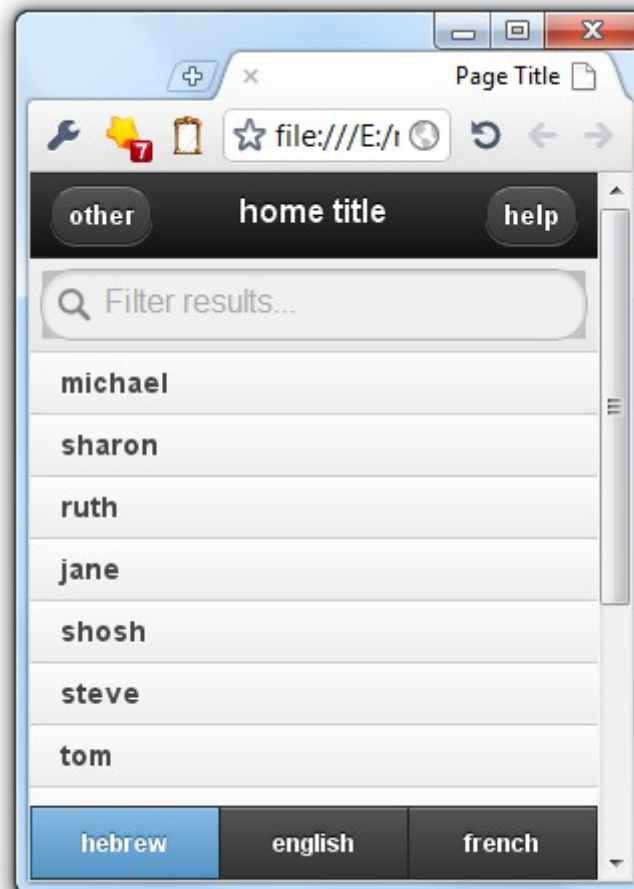 Page Title
7
file:///E:/r
other home title help
Filter results...
michael
sharon
ruth
jane
shosh
steve
tom
hebrew english french